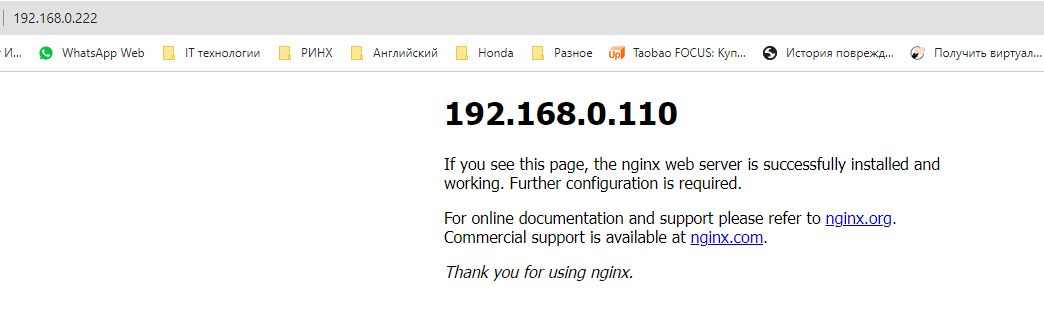 192.168.0.222
г И... WhatsApp Web IT технологии РИНХ Английский Honda Разное Up! Taobao FOCUS: Куп... История поврежд... Получить виртуал...
192.168.0.110
If you see this page, the nginx web server is successfully installed and
working. Further configuration is required.
For online documentation and support please refer to nginx.org.
Commercial support is available at nginx.com.
Thank you for using nginx.